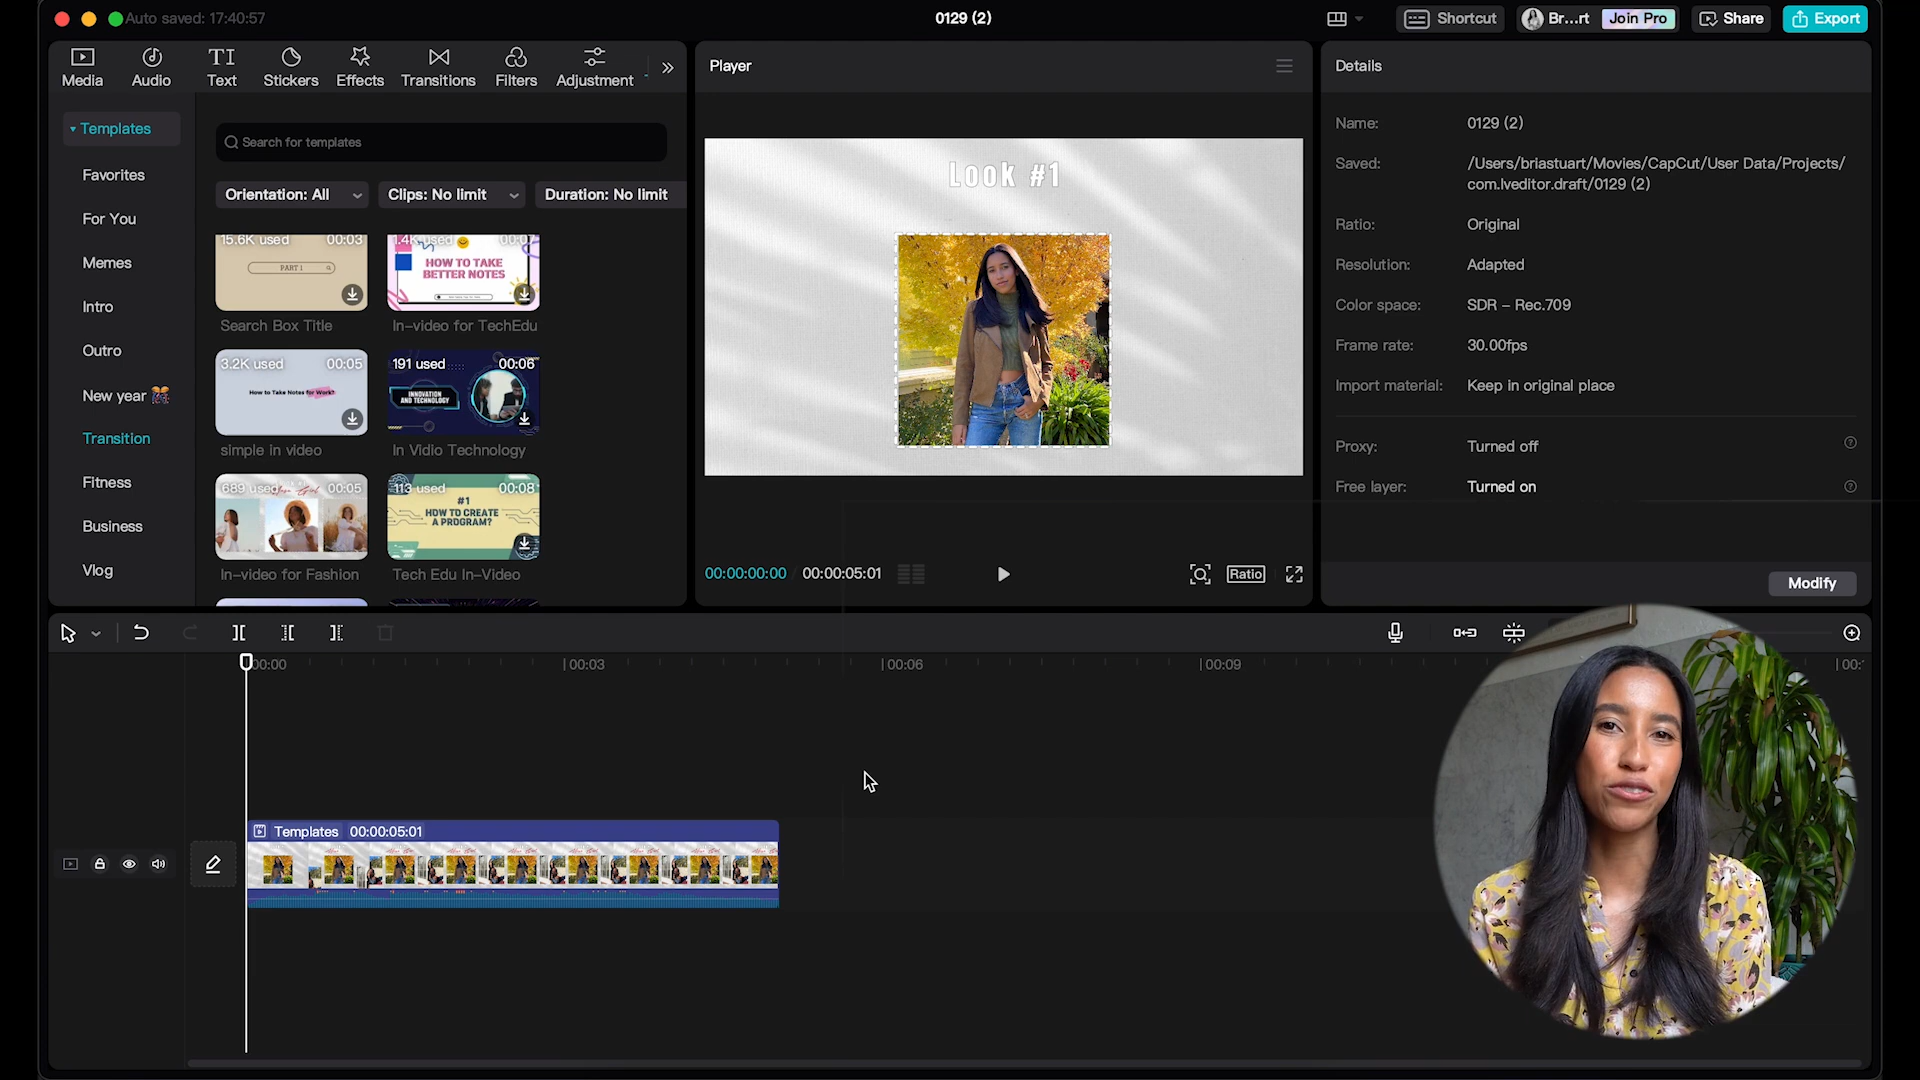 Auto saved: 17:40:57
0129 (2)
Shortcut
Br...rt
Join Pro
Share
Export
Media
Audio
Text
Stickers
Effects
Transitions
Filters
Adjustment
Templates
Favorites
For You
Memes
Intro
Outro
New year
Transition
Fitness
Business
Vlog
Search for templates
Orientation: All
Clips: No limit
Duration: No limit
15.6K used 00:03
PART 1
Search Box Title
1.4K used 00:07
HOW TO TAKE
BETTER NOTES
In-video for TechEdu
3.2K used 00:05
How to Take Notes for Work?
simple in video
191 used 00:06
INNOVATION
AND TECHNOLOGY
In Vidio Technology
689 used 00:05
In-video for Fashion
113 used 00:08
#1
HOW TO CREATE
A PROGRAM?
Tech Edu In-Video
Player
Look #1
00:00:00:00 00:00:05:01
Ratio
Details
Name: 0129 (2)
Saved: /Users/briastuart/Movies/CapCut/User Data/Projects/
com.lveditor.draft/0129 (2)
Ratio: Original
Resolution: Adapted
Color space: SDR – Rec.709
Frame rate: 30.00fps
Import material: Keep in original place
Proxy: Turned off
Free layer: Turned on
Modify
00:00
00:03
00:06
00:09
Templates 00:00:05:01